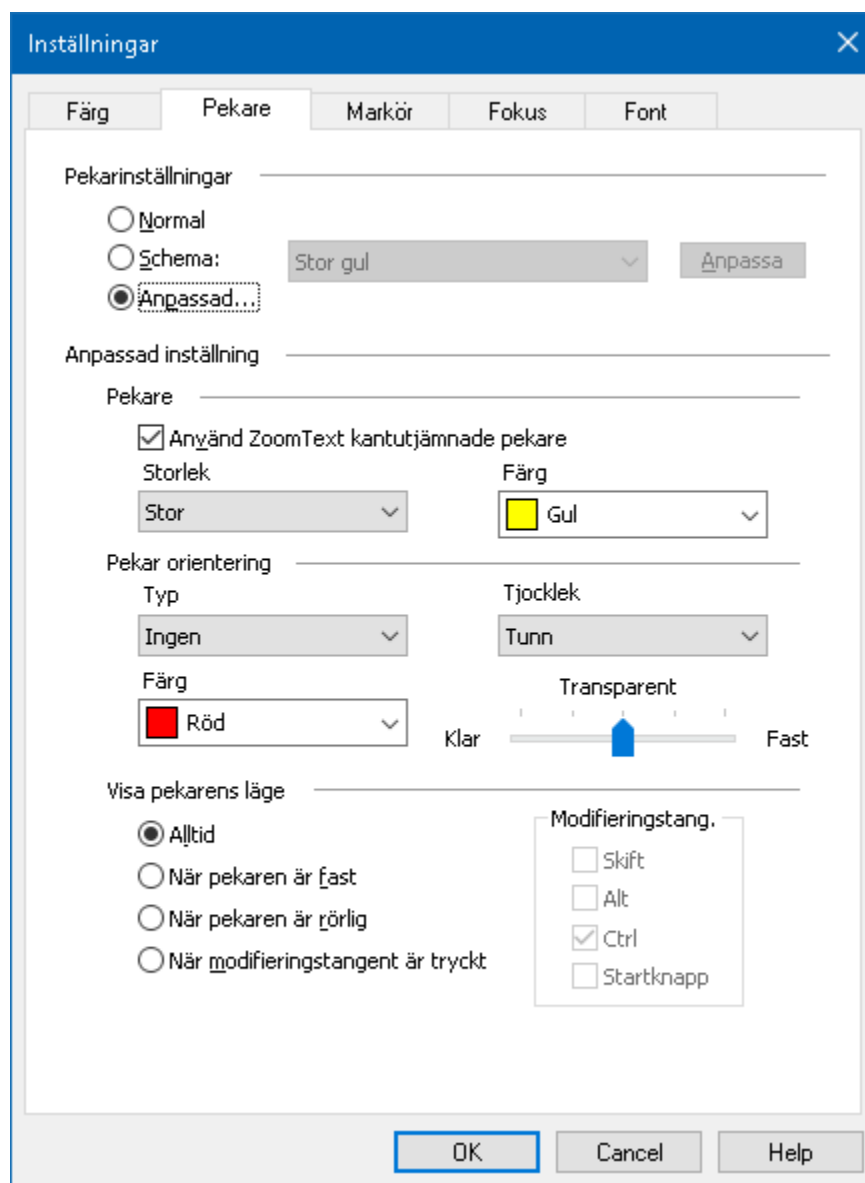 Inställningar
Färg Pekare Markör Fokus Font
Pekarinställningar
Normal
Schema: Stor gul Anpassa
Anpassad...
Anpassad inställning
Pekare
Använd ZoomText kantutjämnade pekare
Storlek Färg
Stor Gul
Pekar orientering
Typ Tjocklek
Ingen Tunn
Färg Transparent
Röd Klar Fast
Visa pekarens läge
Modifieringstang.
Alltid
Skift
När pekaren är fast
Alt
När pekaren är rörlig
Ctrl
När modifieringstangent är tryckt
Startknapp
OK Cancel Help